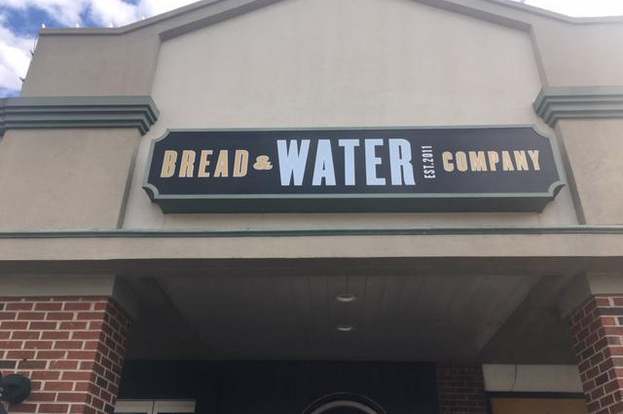 BREAD & WATER EST. 2011 COMPANY